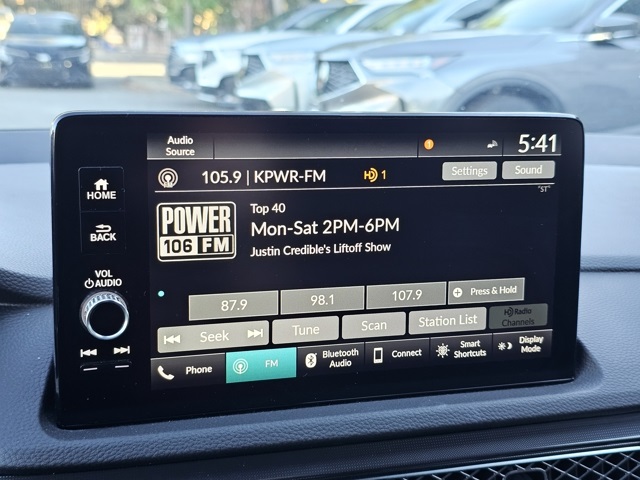 Audio
Source
5:41
105.9 | KPWR-FM
HD 1
Settings
Sound
"ST"
HOME
BACK
VOL
AUDIO
POWER
106 FM
Top 40
Mon-Sat 2PM-6PM
Justin Credible's Liftoff Show
87.9
98.1
107.9
+ Press & Hold
Seek
Tune
Scan
Station List
HD Radio
Channels
Phone
FM
Bluetooth
Audio
Connect
Smart
Shortcuts
Display
Mode